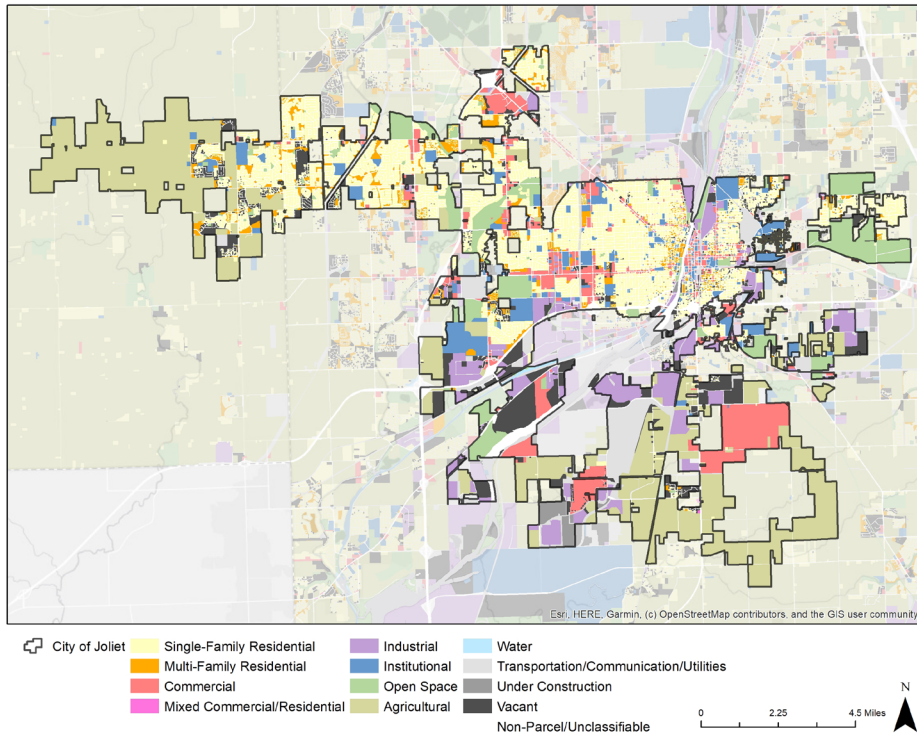 Esri, HERE, Garmin, (c) OpenStreetMap contributors, and the GIS user community
City of Joliet
Single-Family Residential
Multi-Family Residential
Commercial
Mixed Commercial/Residential
Industrial
Institutional
Open Space
Agricultural
Water
Transportation/Communication/Utilities
Under Construction
Vacant
Non-Parcel/Unclassifiable
0 2.25 4.5 Miles
N